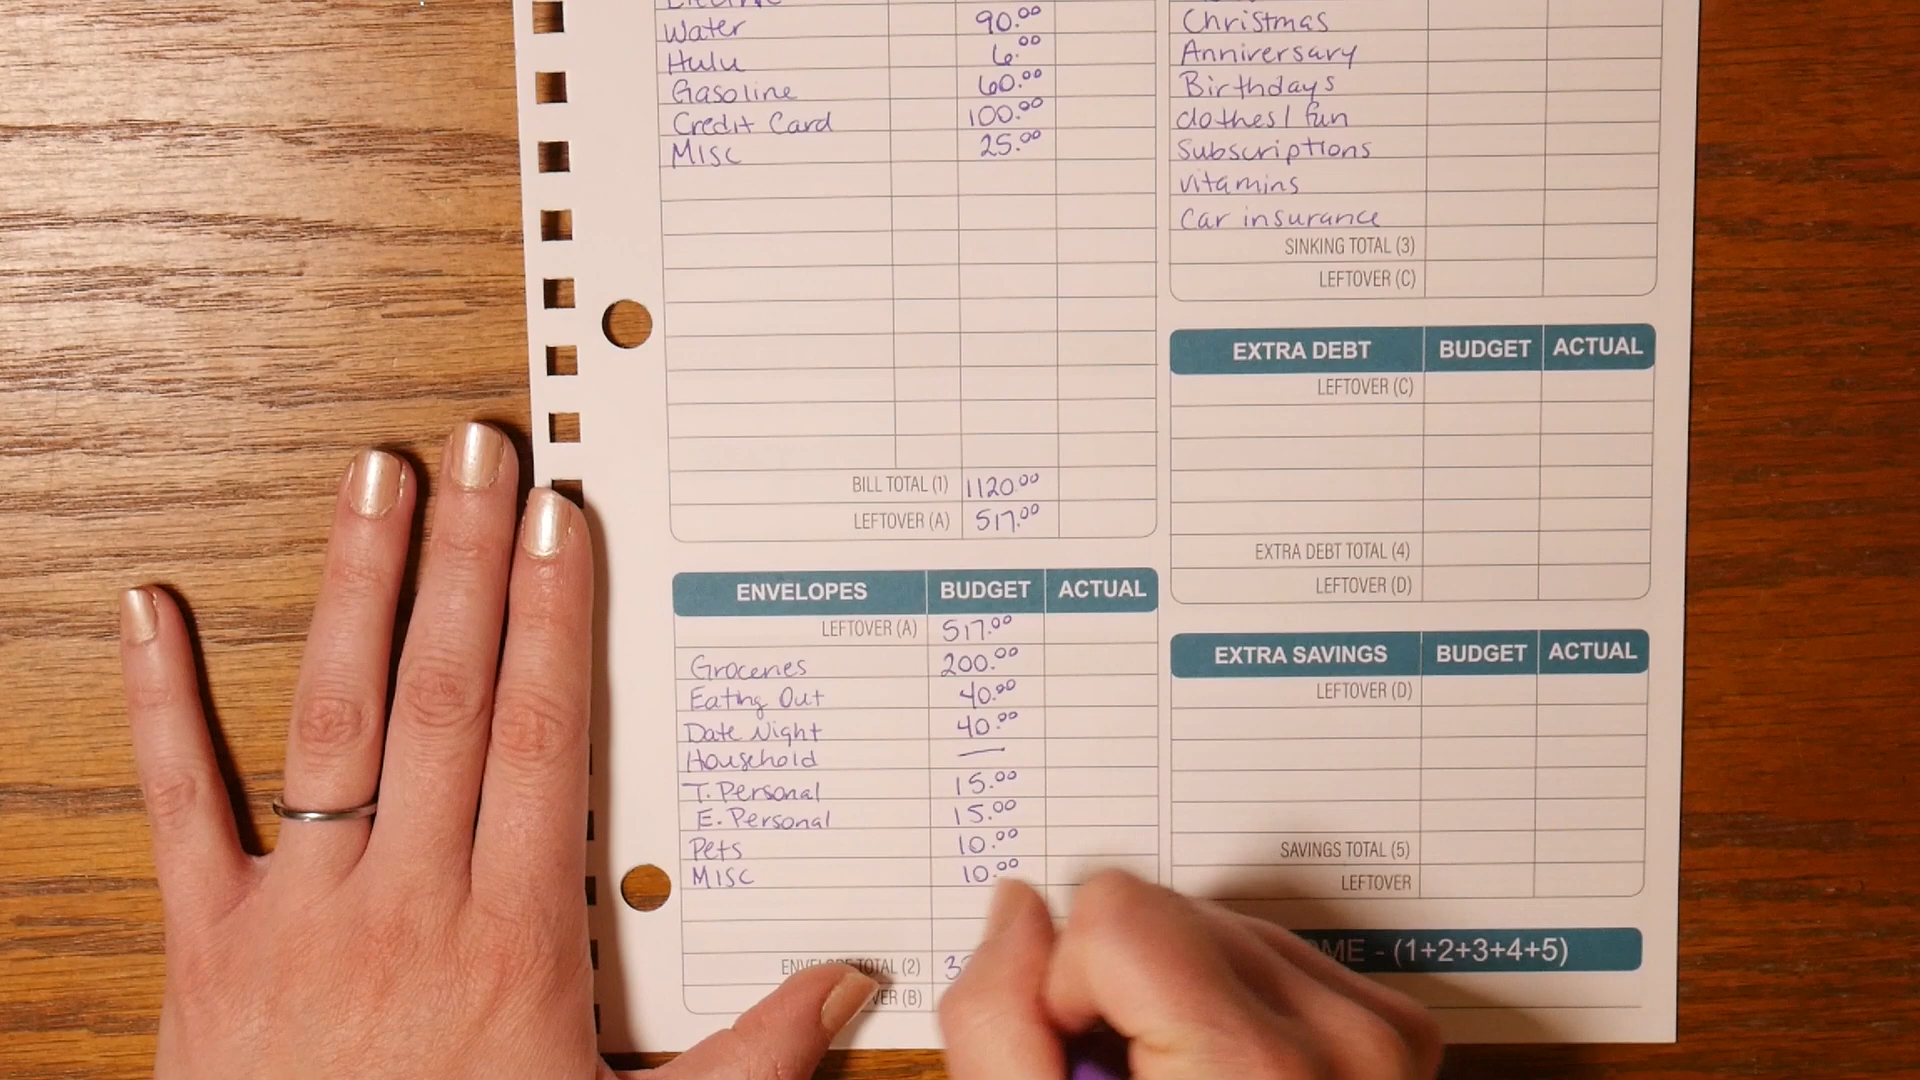 Electric
Water 90.00
Hulu 6.00
Gasoline 60.00
Credit Card 100.00
Misc 25.00
BILL TOTAL (1) 1120.00
LEFTOVER (A) 517.00
ENVELOPES BUDGET ACTUAL
LEFTOVER (A) 517.00
Groceries 200.00
Eating Out 40.00
Date Night 40.00
Household —
T. Personal 15.00
E. Personal 15.00
Pets 10.00
Misc 10.00
TOTAL (2)
(B)
Christmas
Anniversary
Birthdays
clothes/ fun
Subscriptions
vitamins
Car insurance
SINKING TOTAL (3)
LEFTOVER (C)
EXTRA DEBT BUDGET ACTUAL
LEFTOVER (C)
EXTRA DEBT TOTAL (4)
LEFTOVER (D)
EXTRA SAVINGS BUDGET ACTUAL
LEFTOVER (D)
SAVINGS TOTAL (5)
LEFTOVER
- (1+2+3+4+5)